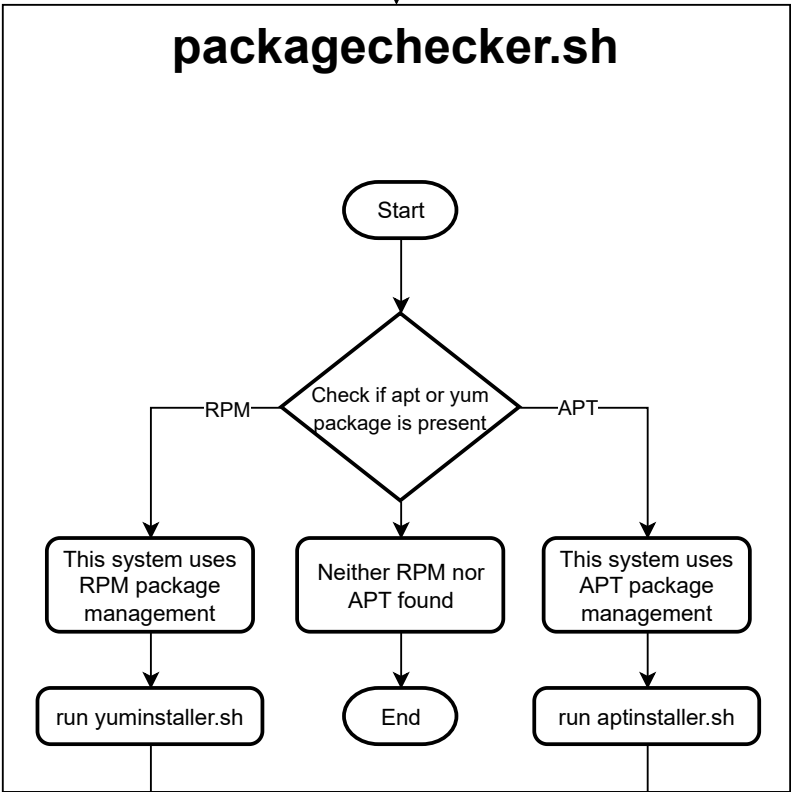 packagechecker.sh
Start
Check if apt or yum
package is present
RPM
APT
This system uses
RPM package
management
Neither RPM nor
APT found
This system uses
APT package
management
run yuminstaller.sh
End
run aptinstaller.sh